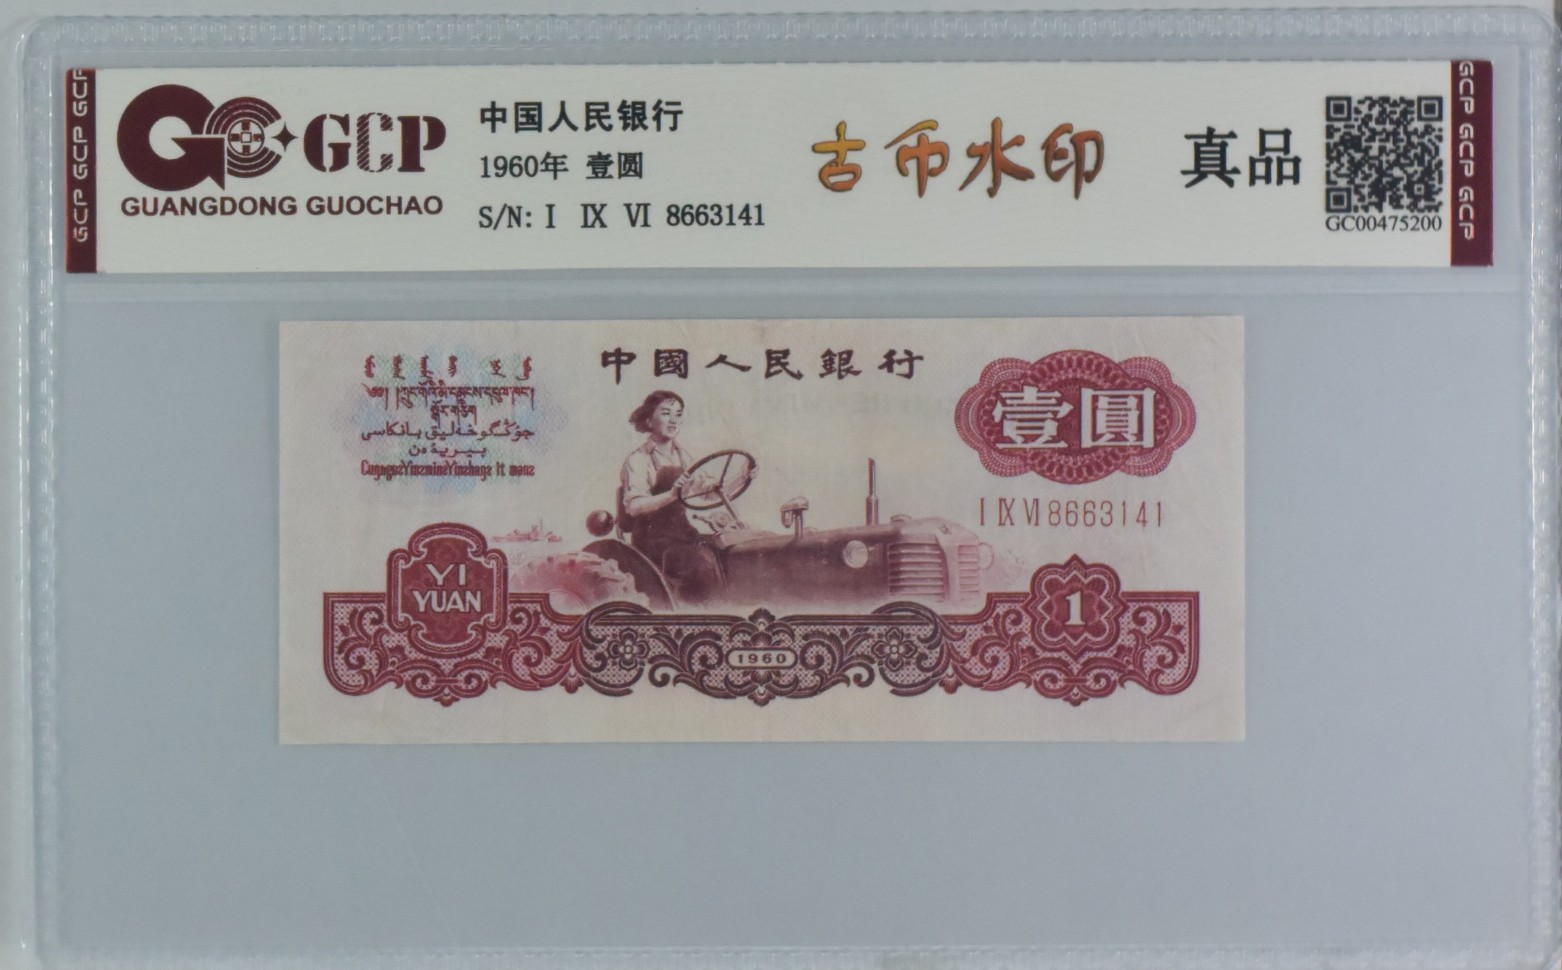 GCP GCP GCP
GCP
GUANGDONG GUOCHAO
中国人民银行
1960年 壹圆
S/N: I IX VI 8663141
古币水印
真品
GC00475200
GCP GCP GCP
中國人民銀行
壹圓
I IX VI 8663141
YI
YUAN
1960
1